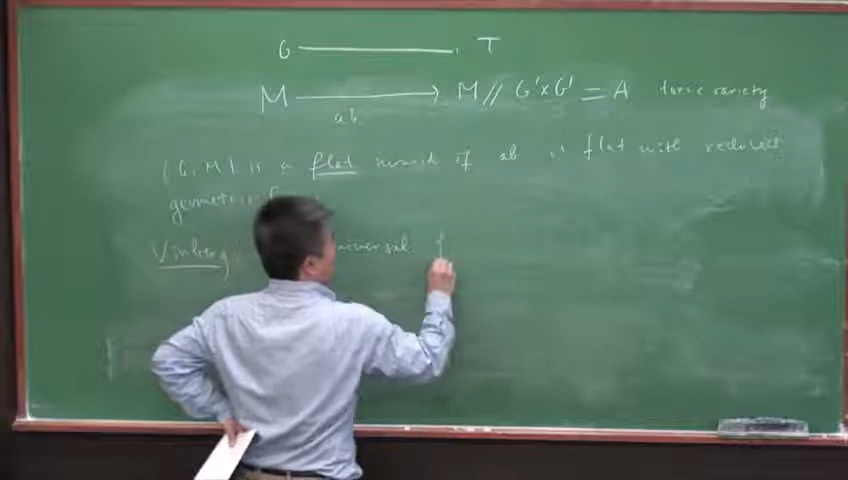 G ⟶ T
M ⟶ M // G' x G' = A toric variety
ab.
(G, M) is a flat monoid if ab is flat with reduced
geometric
Vinberg universal. f